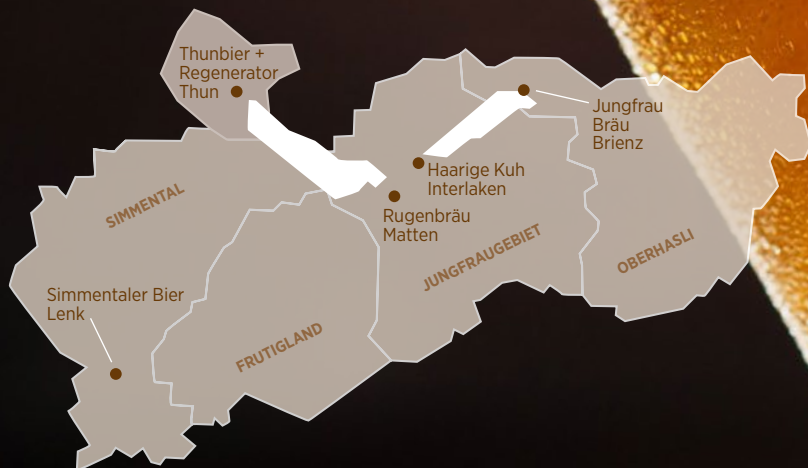 Thunbier +
Regenerator
Thun
Jungfrau
Bräu
Brienz
Haarige Kuh
Interlaken
Rugenbräu
Matten
SIMMENTAL
JUNGFRAUGEBIET
OBERHASLI
Simmentaler Bier
Lenk
FRUTIGLAND